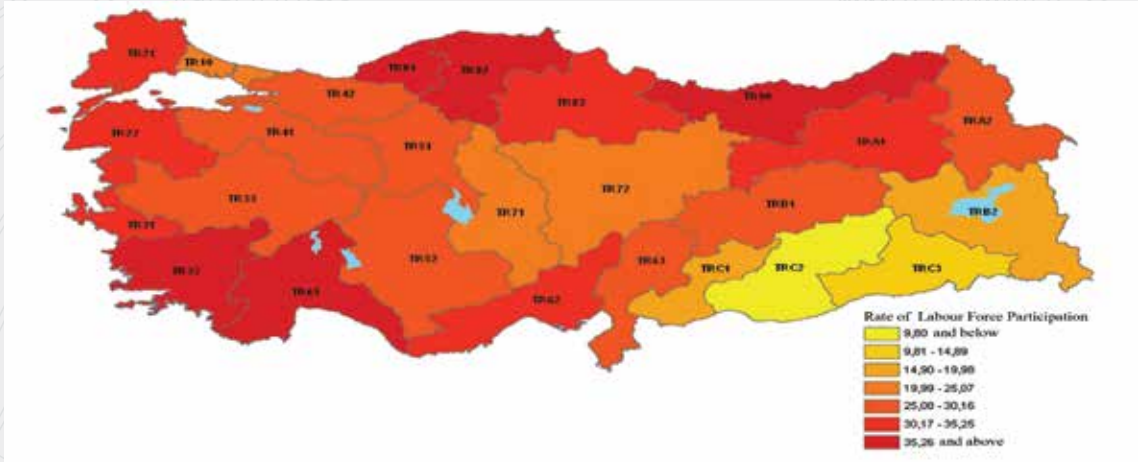 TR21
TR10
TR81
TR82
TR42
TR83
TR90
TRA2
TR22
TR41
TR51
TRA1
TR33
TR71
TR72
TRB1
TRB2
TR31
TR52
TR63
TRC1
TRC2
TRC3
TR32
TR61
TR62
Rate of Labour Force Participation
9,80 and below
9,81 - 14,89
14,90 - 19,98
19,99 - 25,07
25,08 - 30,16
30,17 - 35,25
35,26 and above